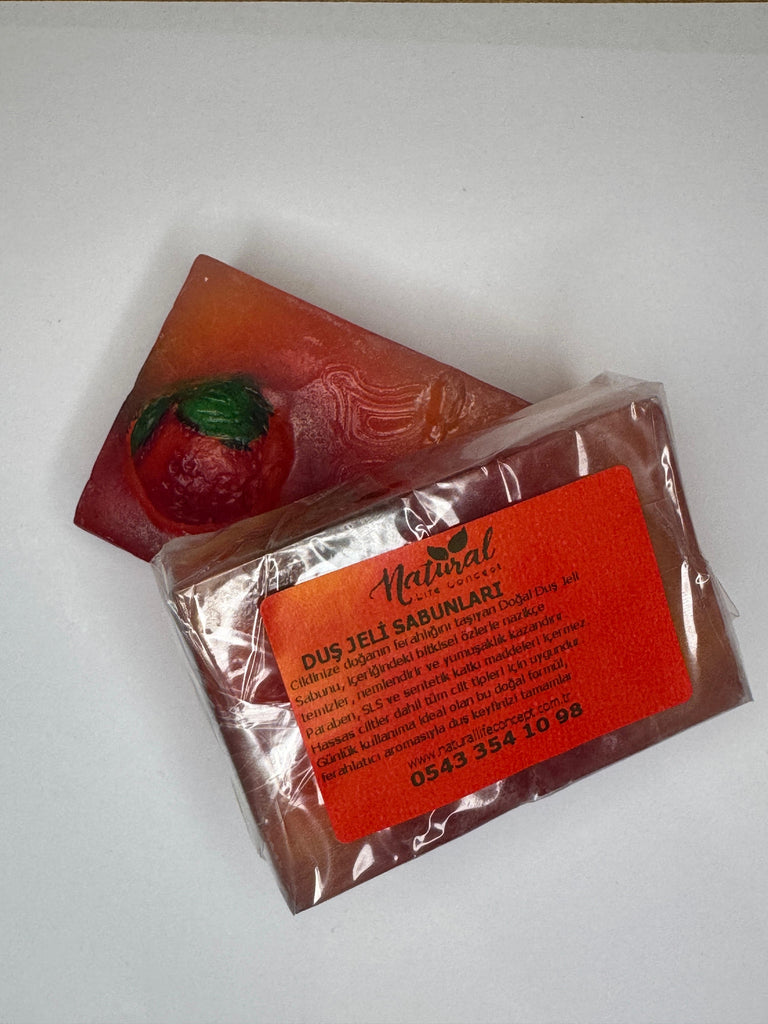 Natural
Life Concept
DUŞ JELİ SABUNLARI
Cildinize doğanın ferahlığını taşıyan Doğal Duş Jeli
Sabunu, içeriğindeki bitkisel özlerle nazikçe
temizler, nemlendirir ve yumuşaklık kazandırır.
Paraben, SLS ve sentetik katkı maddeleri içermez.
Hassas ciltler dahil tüm cilt tipleri için uygundur.
Günlük kullanıma ideal olan bu doğal formül,
ferahlatıcı aromasıyla duş keyfinizi tamamlar
www.naturallifeconcept.com.tr
0543 354 10 98